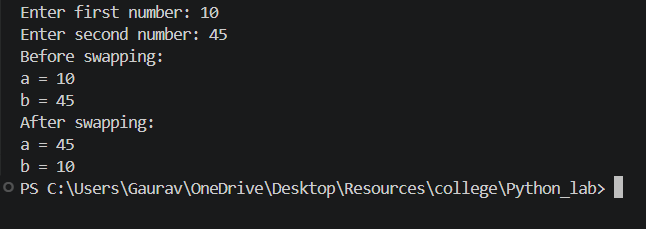 Enter first number: 10
Enter second number: 45
Before swapping:
a = 10
b = 45
After swapping:
a = 45
b = 10
PS C:\Users\Gaurav\OneDrive\Desktop\Resources\college\Python_lab>